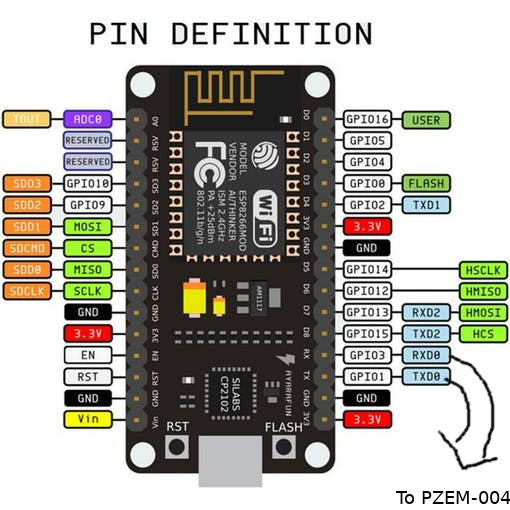 PIN DEFINITION
TOUT ADC0 A0 D0 GPIO16 USER
RESERVED RSV D1 GPIO5
RESERVED RSV D2 GPIO4
SDD3 GPIO10 SD3 D3 GPIO0 FLASH
SDD2 GPIO9 SD2 D4 GPIO2 TXD1
SDD1 MOSI SD1 3V3 3.3V
SDCMD CS CMD GND GND
SDD0 MISO SD0 D5 GPIO14 HSCLK
SDCLK SCLK CLK D6 GPIO12 HMISO
GND GND D7 GPIO13 RXD2 HMOSI
3.3V 3V3 D8 GPIO15 TXD2 HCS
EN EN RX GPIO3 RXD0
RST RST TX GPIO1 TXD0
GND GND GND GND
Vin Vin 3V3 3.3V
MODEL ESP8266MOD
VENDOR AI/THINKER
ISM 2.4GHz
PA +25dBm
802.11b/g/n
FC
Wi Fi
AM1117
SILABS
CP2102
AYARAFUN
RST FLASH
To PZEM-004